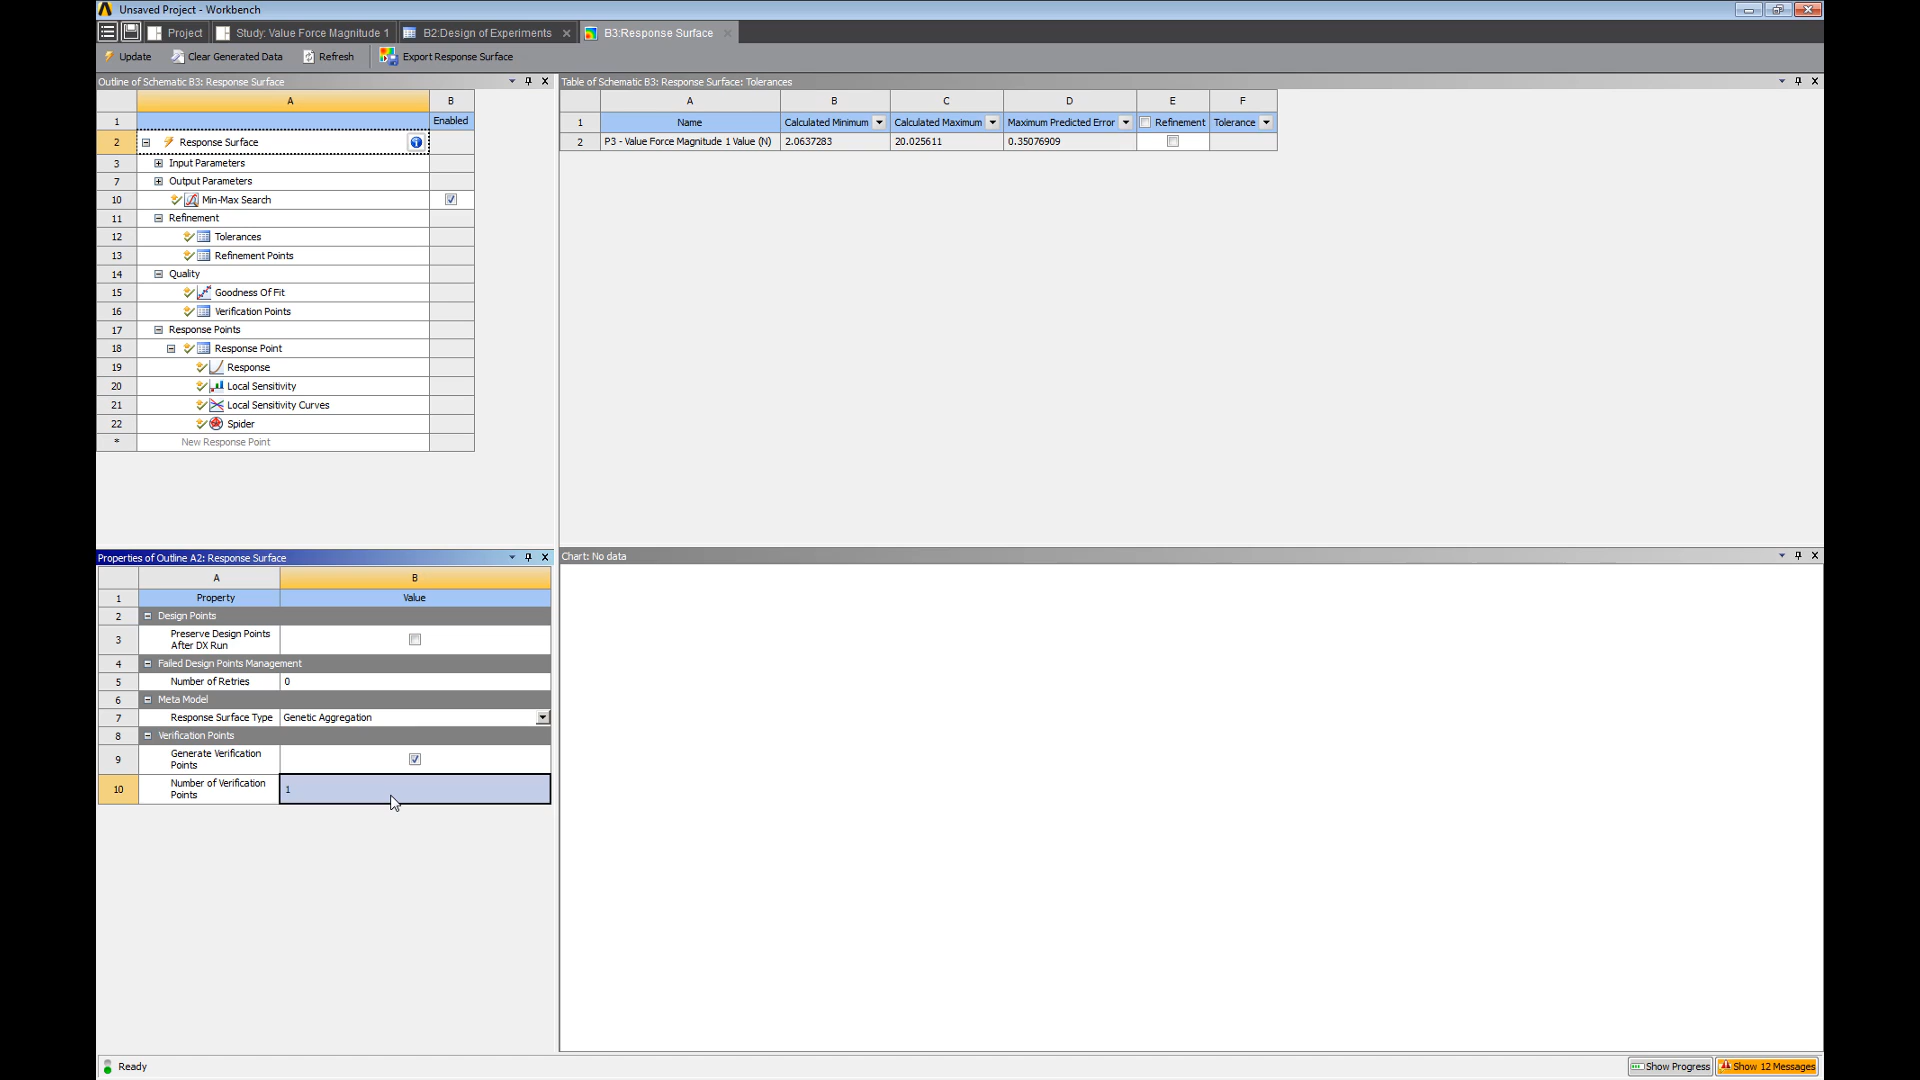 Unsaved Project - Workbench
Project
Study: Value Force Magnitude 1
B2:Design of Experiments
B3:Response Surface
Update
Clear Generated Data
Refresh
Export Response Surface
Outline of Schematic B3: Response Surface
A B
1 Enabled
2 Response Surface
3 Input Parameters
7 Output Parameters
10 Min-Max Search
11 Refinement
12 Tolerances
13 Refinement Points
14 Quality
15 Goodness Of Fit
16 Verification Points
17 Response Points
18 Response Point
19 Response
20 Local Sensitivity
21 Local Sensitivity Curves
22 Spider
* New Response Point
Table of Schematic B3: Response Surface: Tolerances
A B C D E F
1 Name Calculated Minimum Calculated Maximum Maximum Predicted Error Refinement Tolerance
2 P3 - Value Force Magnitude 1 Value (N) 2.0637283 20.025611 0.35076909
Properties of Outline A2: Response Surface
A B
1 Property Value
2 Design Points
3 Preserve Design Points
After DX Run
4 Failed Design Points Management
5 Number of Retries 0
6 Meta Model
7 Response Surface Type Genetic Aggregation
8 Verification Points
9 Generate Verification
Points
10 Number of Verification
Points 1
Chart: No data
Ready
Show Progress
Show 12 Messages